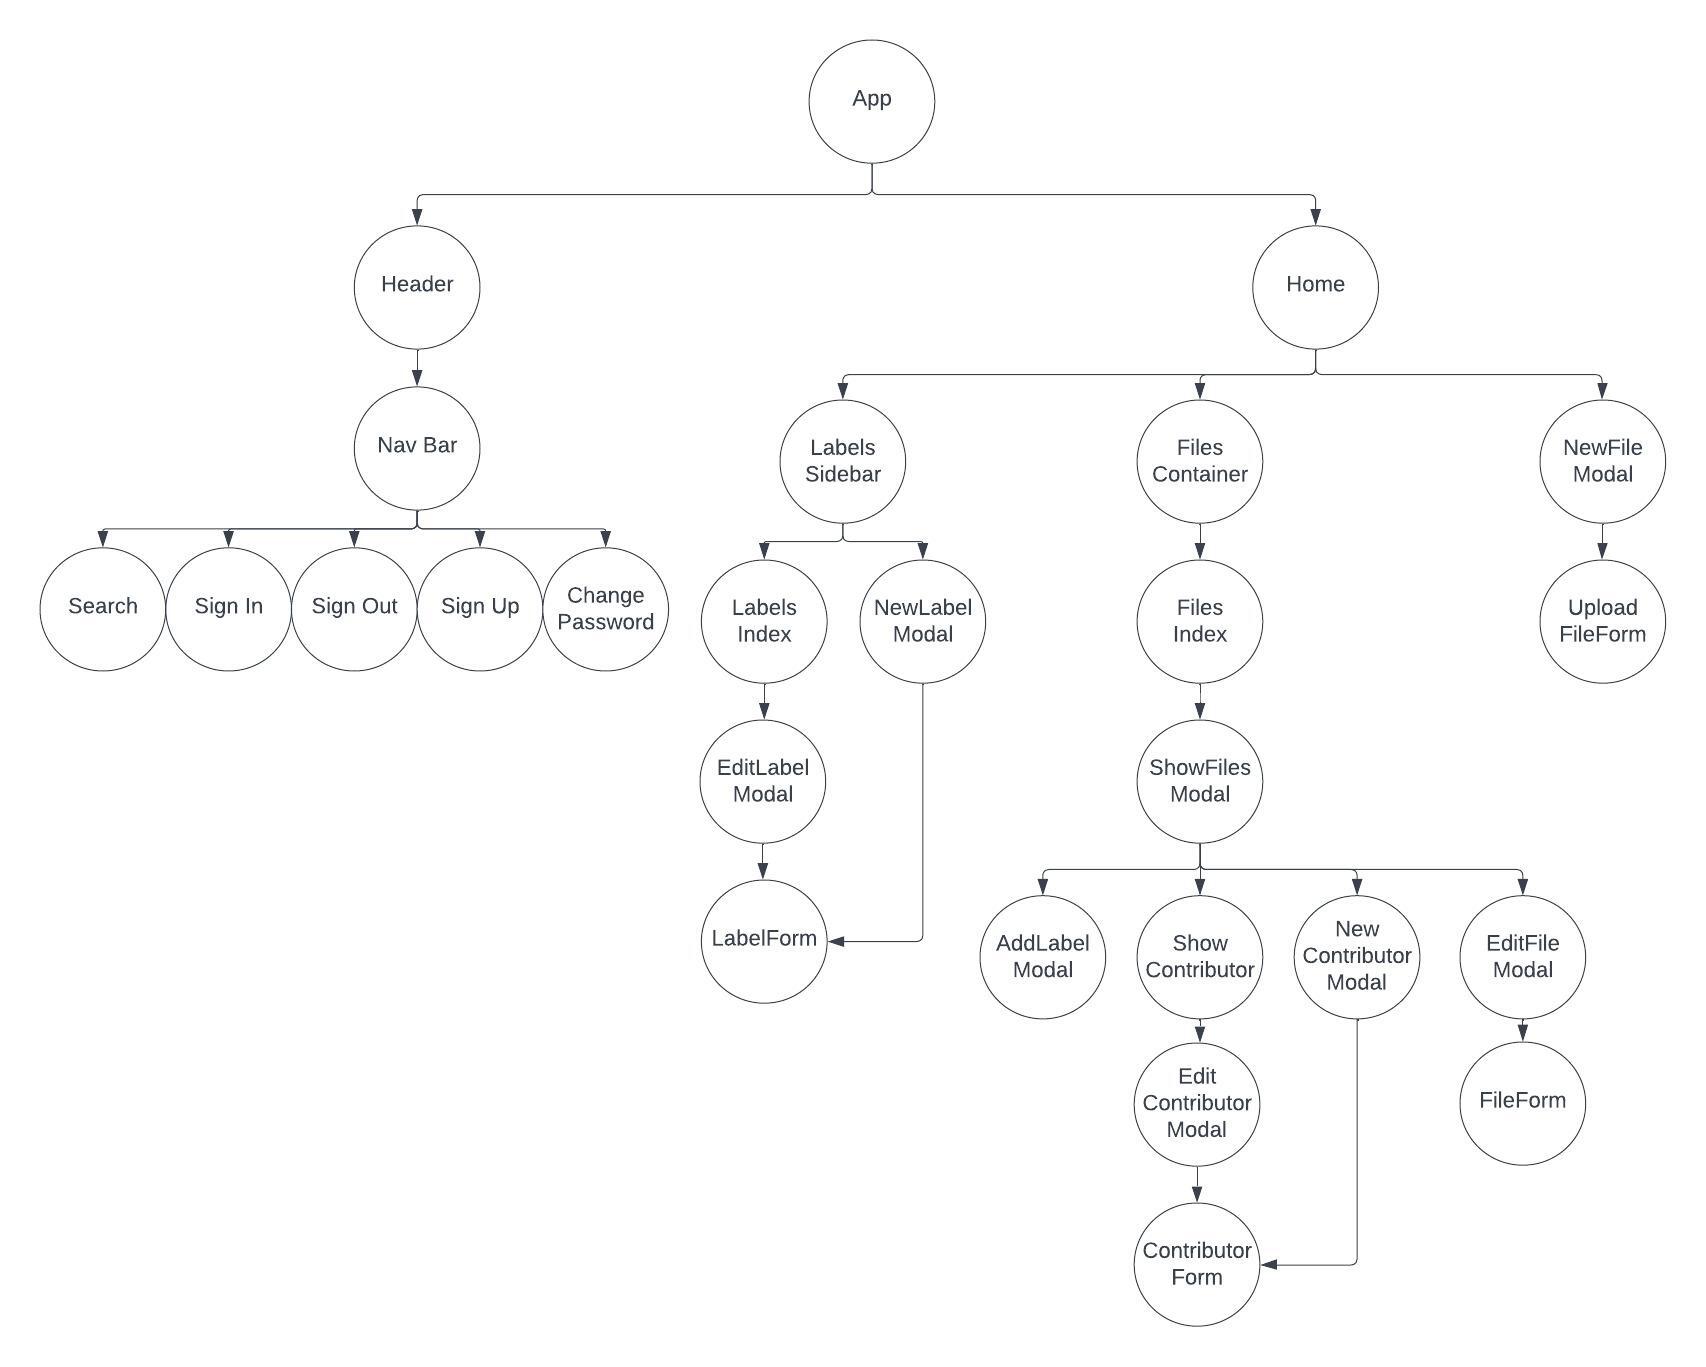 App
Header
Home
Nav Bar
Labels
Sidebar
Files
Container
NewFile
Modal
Search
Sign In
Sign Out
Sign Up
Change
Password
Labels
Index
NewLabel
Modal
Files
Index
Upload
FileForm
EditLabel
Modal
ShowFiles
Modal
LabelForm
AddLabel
Modal
Show
Contributor
New
Contributor
Modal
EditFile
Modal
Edit
Contributor
Modal
FileForm
Contributor
Form